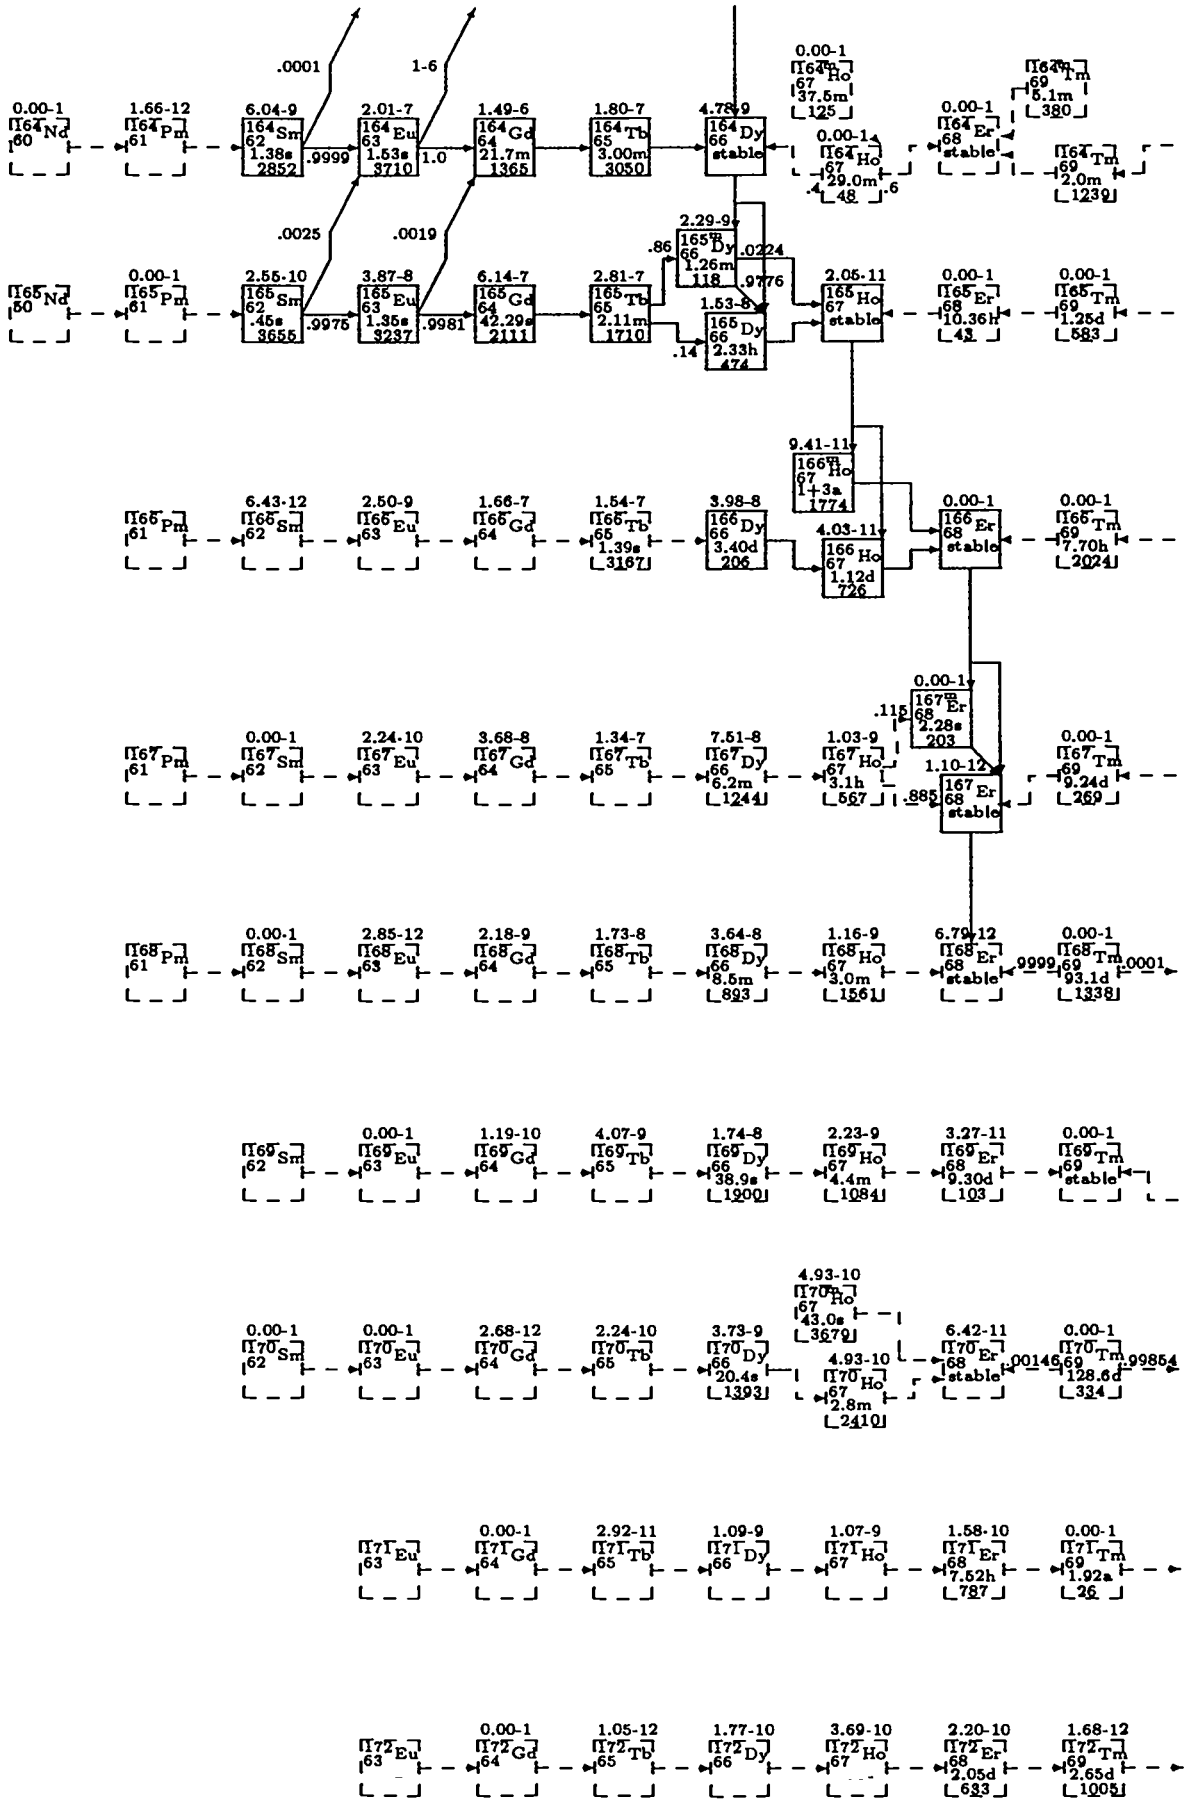 .0001
1-6
0.00-1
164m Ho
67
37.5m
125
164m Tm
69
5.1m
380
0.00-1
164 Nd
60
1.66-12
164 Pm
61
6.04-9
164 Sm
62
1.38s
2852
.9999
2.01-7
164 Eu
63
1.53s
3710
1.0
1.49-6
164 Gd
64
21.7m
1365
1.80-7
164 Tb
65
3.00m
3050
4.78-9
164 Dy
66
stable
0.00-1
164 Ho
67
29.0m
48
.4
.6
0.00-1
164 Er
68
stable
164 Tm
69
2.0m
1239
.0025
.0019
2.29-9
165m Dy
66
1.26m
118
.86
.0224
.9776
0.00-1
165 Pm
61
165 Nd
2.55-10
165 Sm
62
.45s
3655
.9975
3.87-8
165 Eu
63
1.35s
3237
.9981
6.14-7
165 Gd
64
42.29s
2111
2.81-7
165 Tb
65
2.11m
1710
.14
1.53-8
165 Dy
66
2.33h
474
2.05-11
165 Ho
67
stable
0.00-1
165 Er
68
10.36h
43
0.00-1
165 Tm
69
1.25d
583
9.41-11
166m Ho
67
1+3a
1774
166 Pm
61
6.43-12
166 Sm
62
2.50-9
166 Eu
63
1.66-7
166 Gd
64
1.54-7
166 Tb
65
1.39s
3167
3.98-8
166 Dy
66
3.40d
206
4.03-11
166 Ho
67
1.12d
726
0.00-1
166 Er
68
stable
0.00-1
166 Tm
69
7.70h
2024
0.00-1
167m Er
68
2.28s
203
.115
167 Pm
61
0.00-1
167 Sm
62
2.24-10
167 Eu
63
3.68-8
167 Gd
64
1.34-7
167 Tb
65
7.51-8
167 Dy
66
6.2m
1244
1.03-9
167 Ho
67
3.1h
567
.885
1.10-12
167 Er
68
stable
0.00-1
167 Tm
69
9.24d
269
168 Pm
61
0.00-1
168 Sm
62
2.85-12
168 Eu
63
2.18-9
168 Gd
64
1.73-8
168 Tb
65
3.64-8
168 Dy
66
8.5m
893
1.16-9
168 Ho
67
3.0m
1561
6.79-12
168 Er
68
stable
.9999
0.00-1
168 Tm
69
93.1d
1338
.0001
169 Sm
62
0.00-1
169 Eu
63
1.19-10
169 Gd
64
4.07-9
169 Tb
65
1.74-8
169 Dy
66
38.9s
1900
2.23-9
169 Ho
67
4.4m
1084
3.27-11
169 Er
68
9.30d
103
0.00-1
169 Tm
69
stable
4.93-10
170m Ho
67
43.0s
3679
0.00-1
170 Sm
62
0.00-1
170 Eu
63
2.68-12
170 Gd
64
2.24-10
170 Tb
65
3.73-9
170 Dy
66
20.4s
1393
4.93-10
170 Ho
67
2.8m
2410
6.42-11
170 Er
68
stable
.00146
0.00-1
170 Tm
69
128.6d
334
.99854
171 Eu
63
0.00-1
171 Gd
64
2.92-11
171 Tb
65
1.09-9
171 Dy
66
1.07-9
171 Ho
67
1.58-10
171 Er
68
7.52h
787
0.00-1
171 Tm
69
1.92a
26
172 Eu
63
0.00-1
172 Gd
64
1.05-12
172 Tb
65
1.77-10
172 Dy
66
3.69-10
172 Ho
67
2.20-10
172 Er
68
2.05d
633
1.68-12
172 Tm
69
2.65d
1005